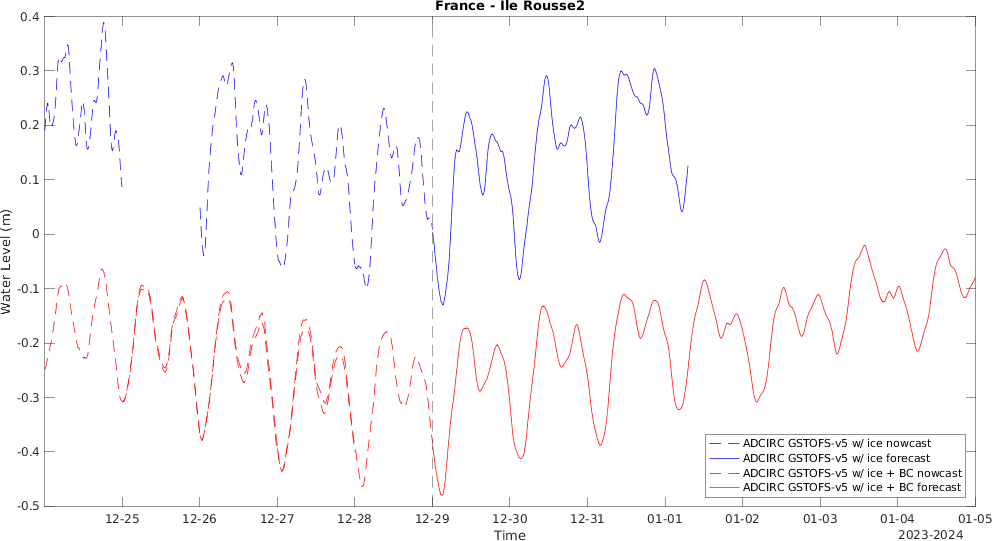 France - Ile Rousse2
Water Level (m)
0.4
0.3
0.2
0.1
0
-0.1
-0.2
-0.3
-0.4
-0.5
ADCIRC GSTOFS-v5 w/ ice nowcast
ADCIRC GSTOFS-v5 w/ ice forecast
ADCIRC GSTOFS-v5 w/ ice + BC nowcast
ADCIRC GSTOFS-v5 w/ ice + BC forecast
12-25 12-26 12-27 12-28 12-29 12-30 12-31 01-01 01-02 01-03 01-04 01-05
Time
2023-2024